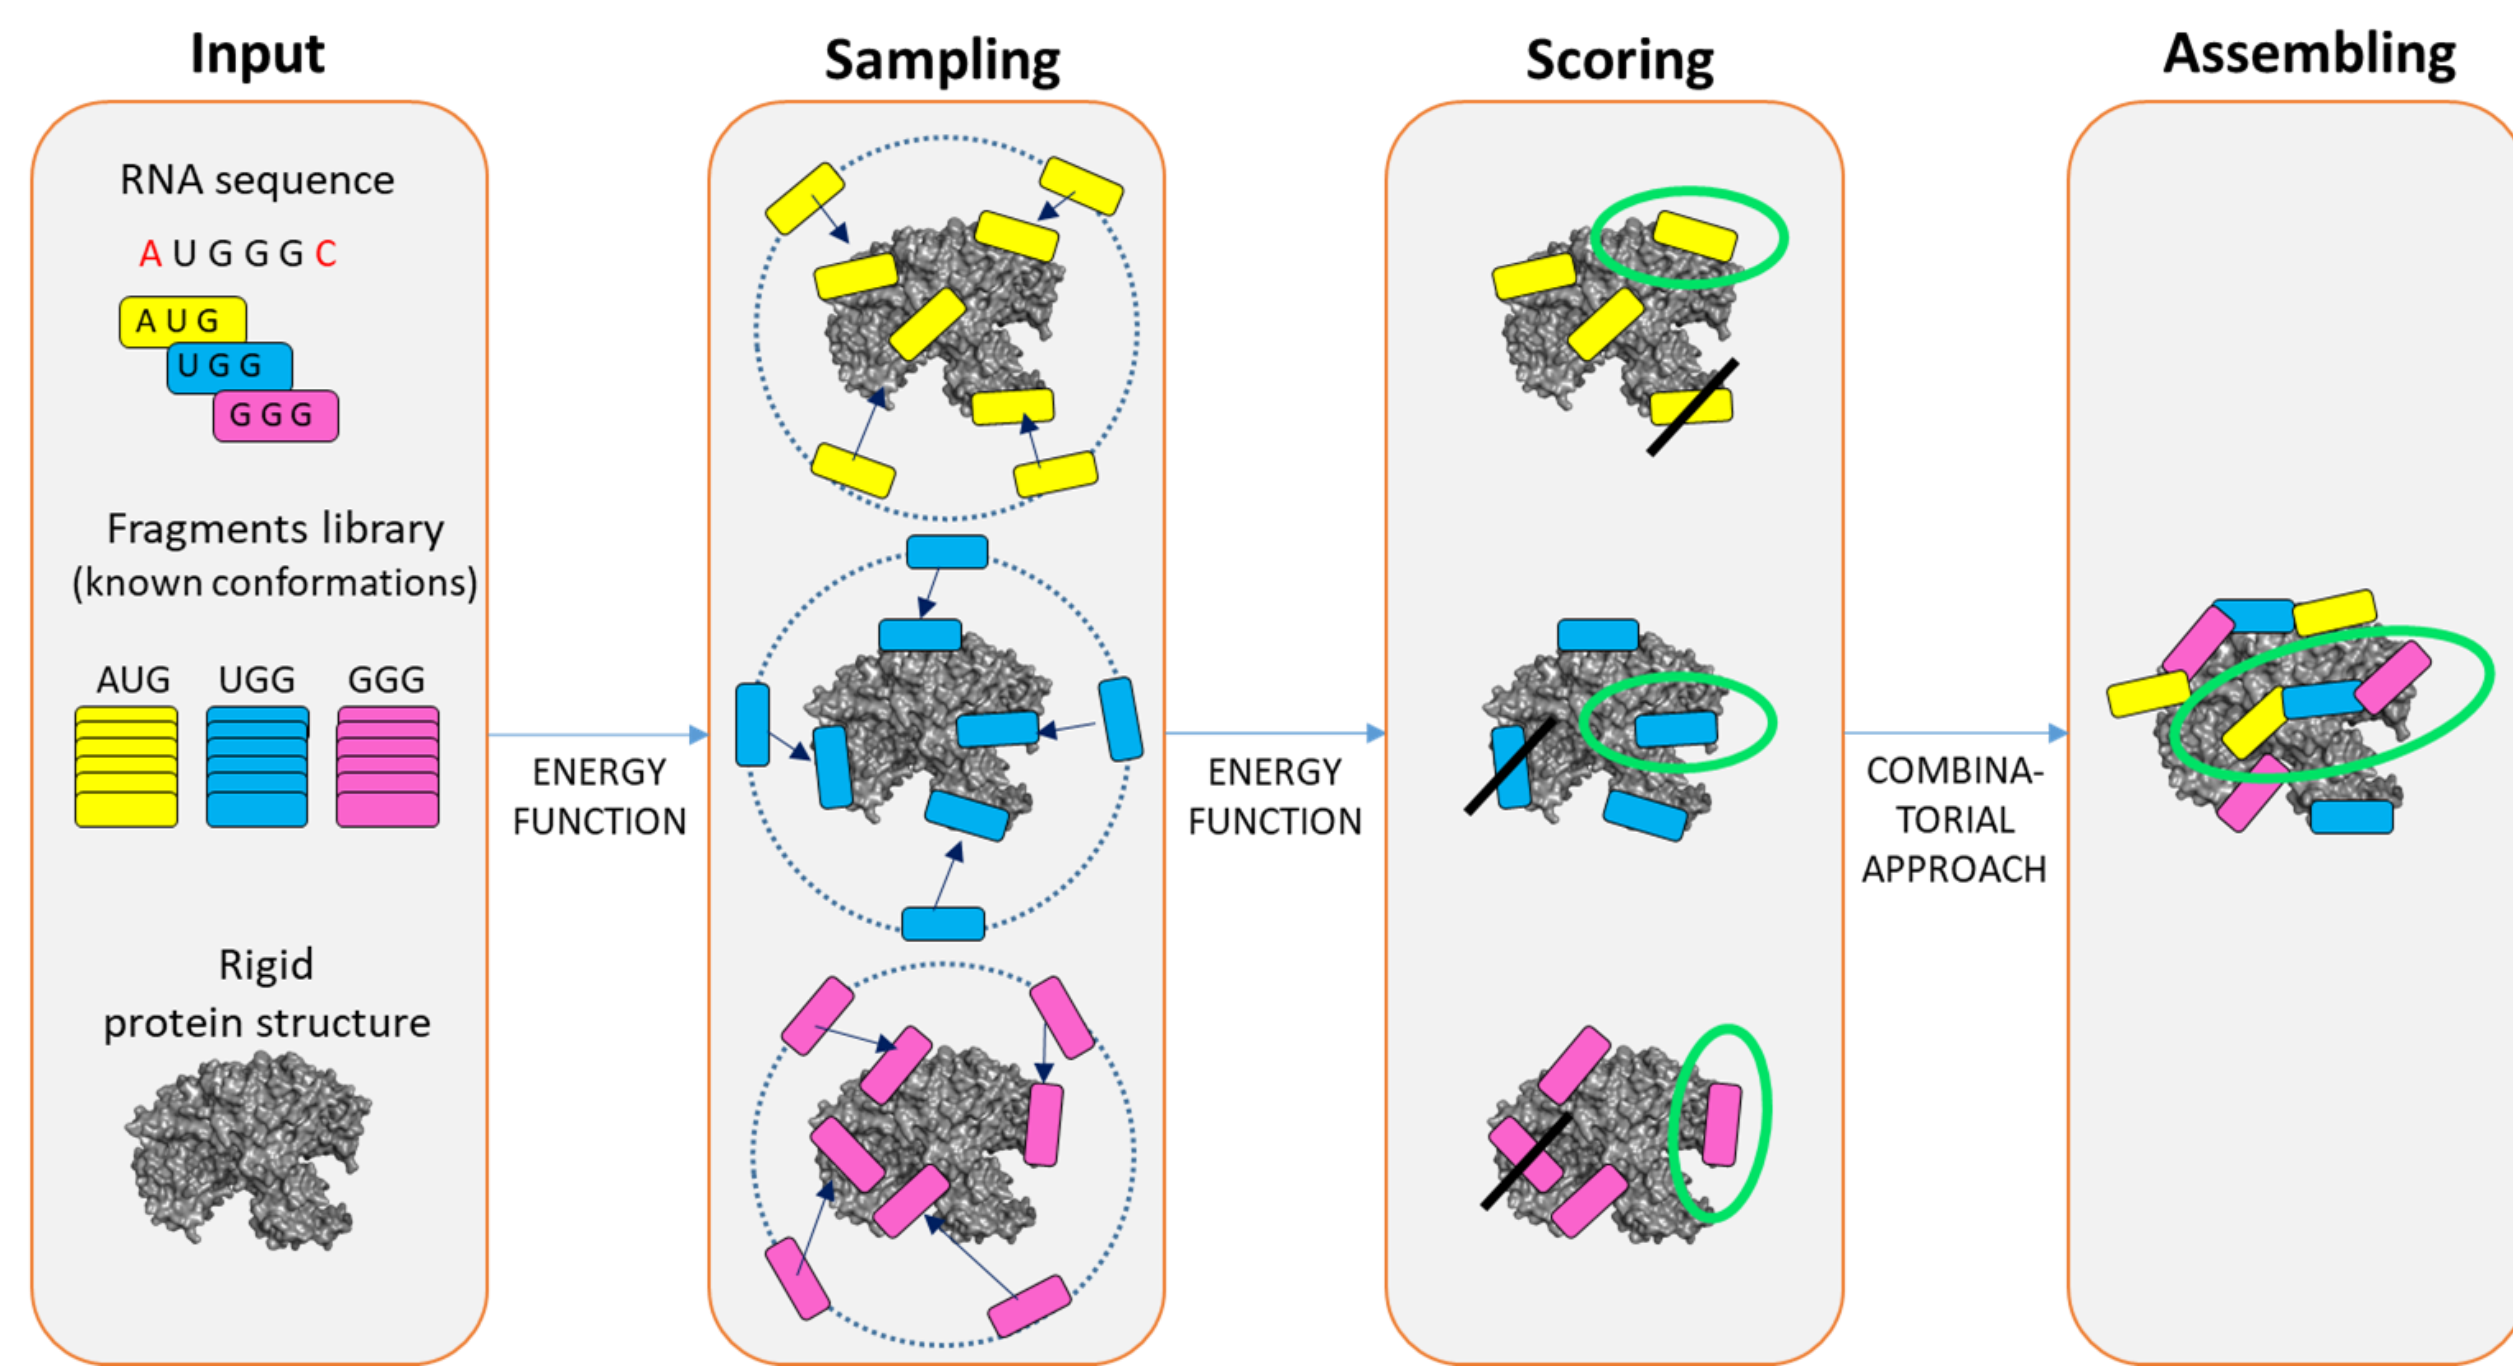 Input
RNA sequence
A U G G G C
A U G
U G G
G G G
Fragments library
(known conformations)
AUG UGG GGG
Rigid
protein structure
ENERGY
FUNCTION
Sampling
ENERGY
FUNCTION
Scoring
COMBINA-
TORIAL
APPROACH
Assembling